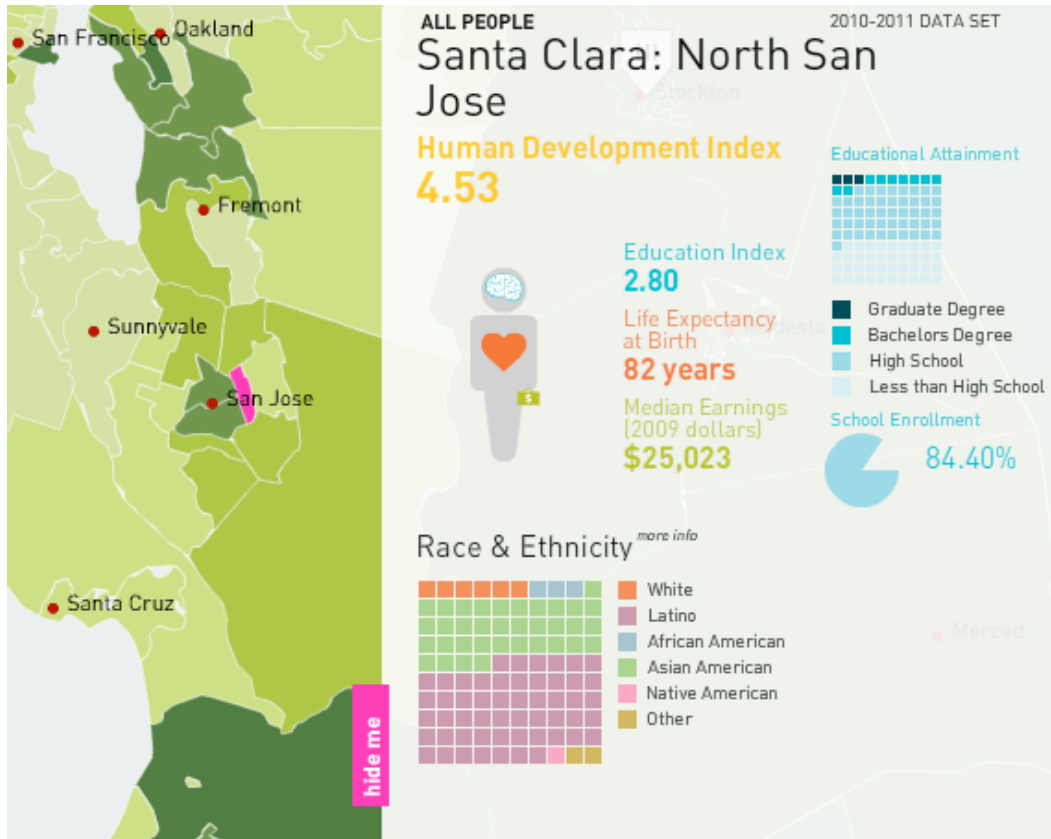 San Francisco
Oakland
Fremont
Sunnyvale
San Jose
Santa Cruz
hide me
ALL PEOPLE
2010-2011 DATA SET
Santa Clara: North San
Jose
Stockton
Human Development Index
4.53
Educational Attainment
Education Index
2.80
Life Expectancy
at Birth
82 years
Median Earnings
(2009 dollars)
$25,023
Graduate Degree
Bachelors Degree
High School
Less than High School
School Enrollment
84.40%
Race & Ethnicity
more info
White
Latino
African American
Asian American
Native American
Other
Merced
$